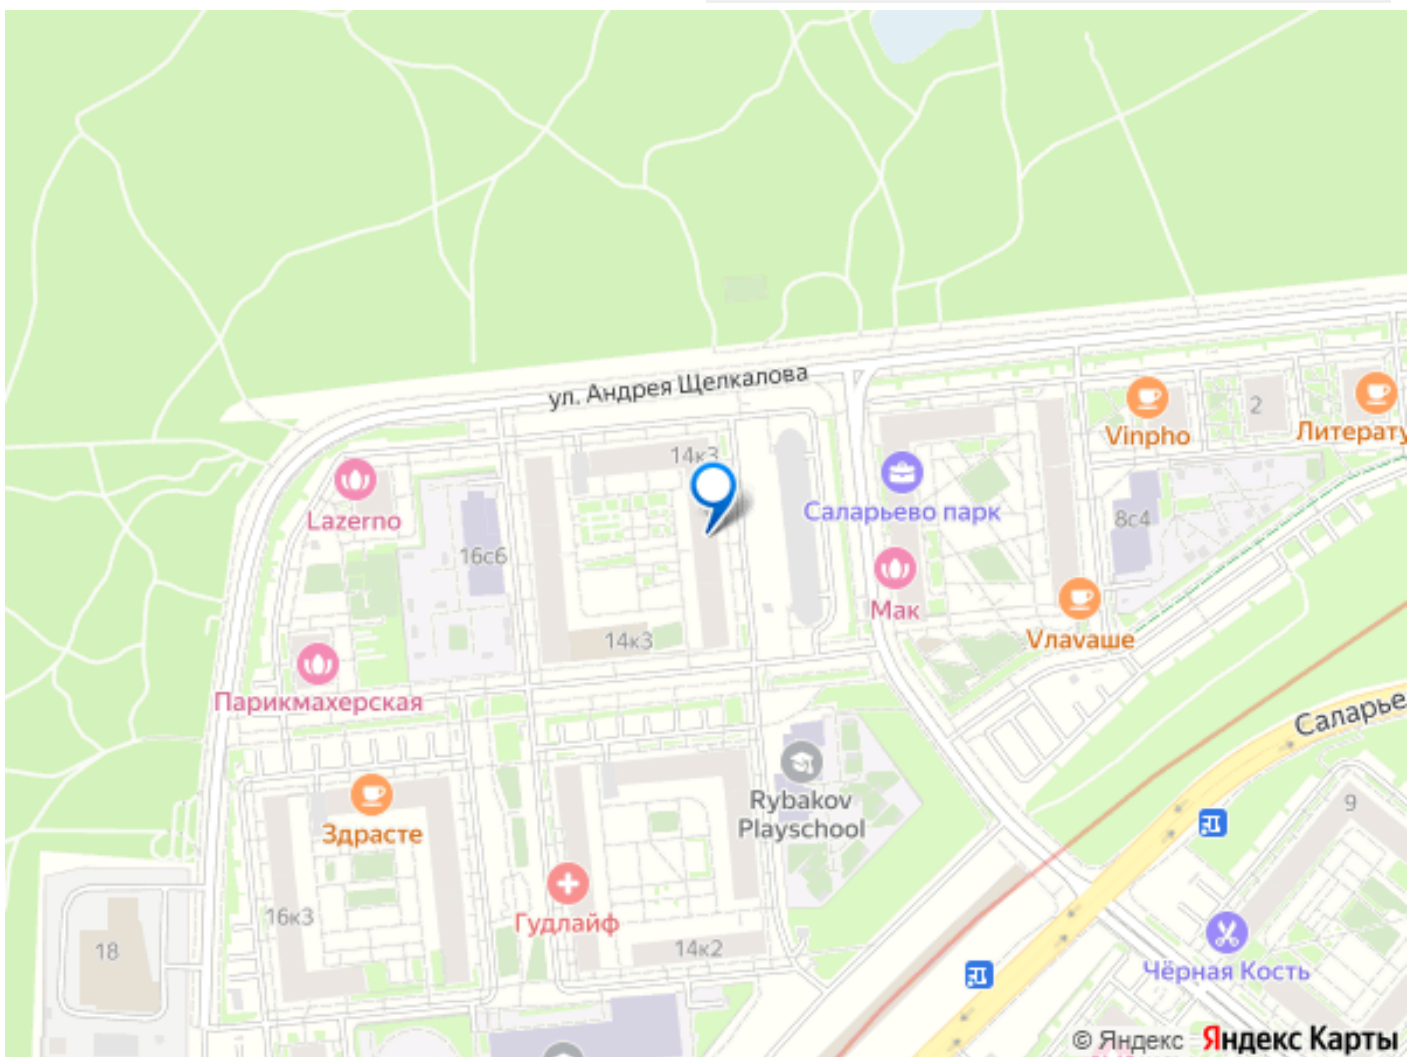 ул. Андрея Щелкалова
Vinpho
2
Литерату
14к3
Lazerno
Саларьево парк
8с4
16с6
Мак
Vлаvаше
14к3
Парикмахерская
Саларье
Rybakov
Playschool
9
Здрасте
16к3
Гудлайф
14к2
18
Чёрная Кость
© Яндекс Яндекс Карты